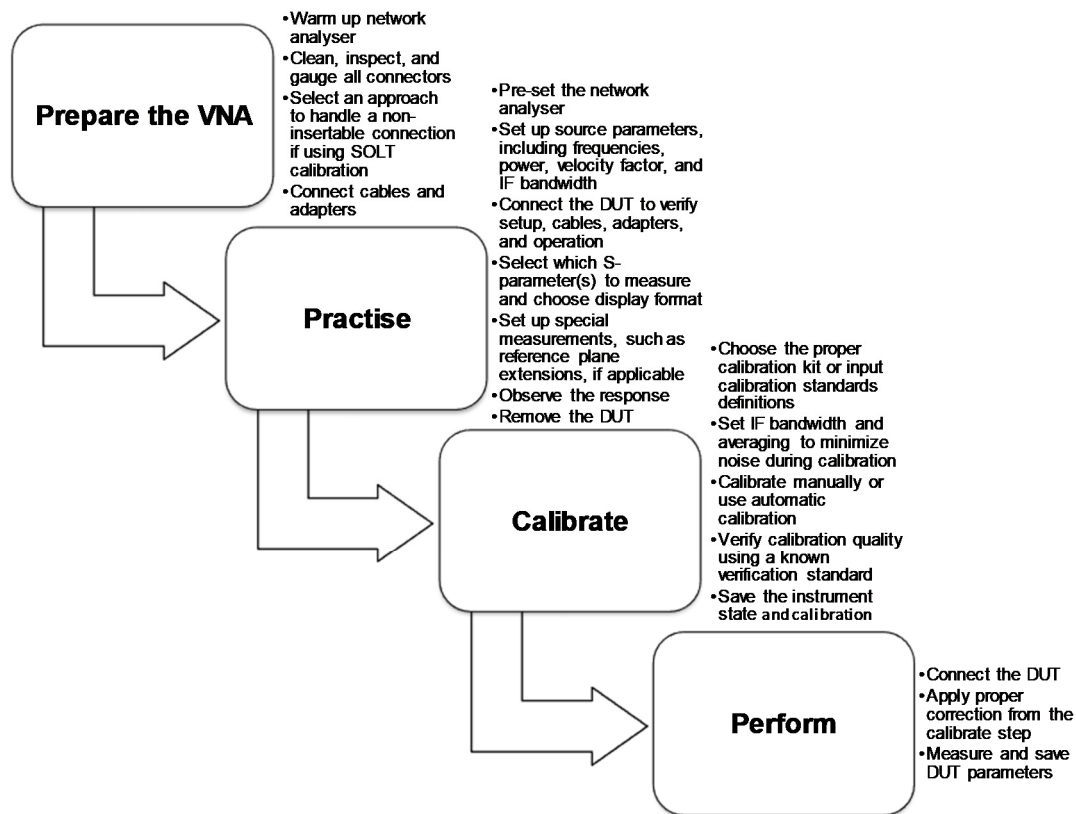 Prepare the VNA
•Warm up network
analyser
•Clean, inspect, and
gauge all connectors
•Select an approach
to handle a non-
insertable connection
if using SOLT
calibration
•Connect cables and
adapters
Practise
•Pre-set the network
analyser
•Set up source parameters,
including frequencies,
power, velocity factor, and
IF bandwidth
•Connect the DUT to verify
setup, cables, adapters,
and operation
•Select which S-
parameter(s) to measure
and choose display format
•Set up special
measurements, such as
reference plane
extensions, if applicable
•Observe the response
•Remove the DUT
Calibrate
•Choose the proper
calibration kit or input
calibration standards
definitions
•Set IF bandwidth and
averaging to minimize
noise during calibration
•Calibrate manually or
use automatic
calibration
•Verify calibration quality
using a known
verification standard
•Save the instrument
state and calibration
Perform
•Connect the DUT
•Apply proper
correction from the
calibrate step
•Measure and save
DUT parameters